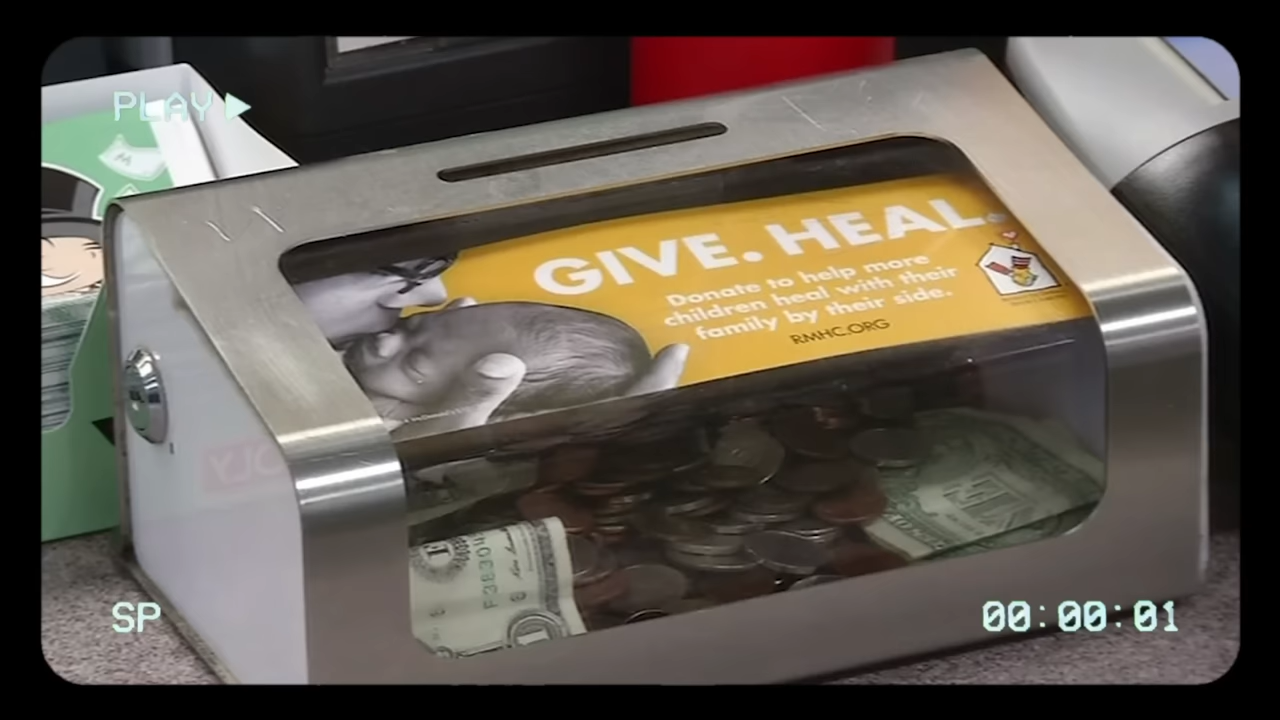 PLAY
GIVE. HEAL.
Donate to help more
children heal with their
family by their side.
RMHC.ORG
F3830
SP
00:00:01